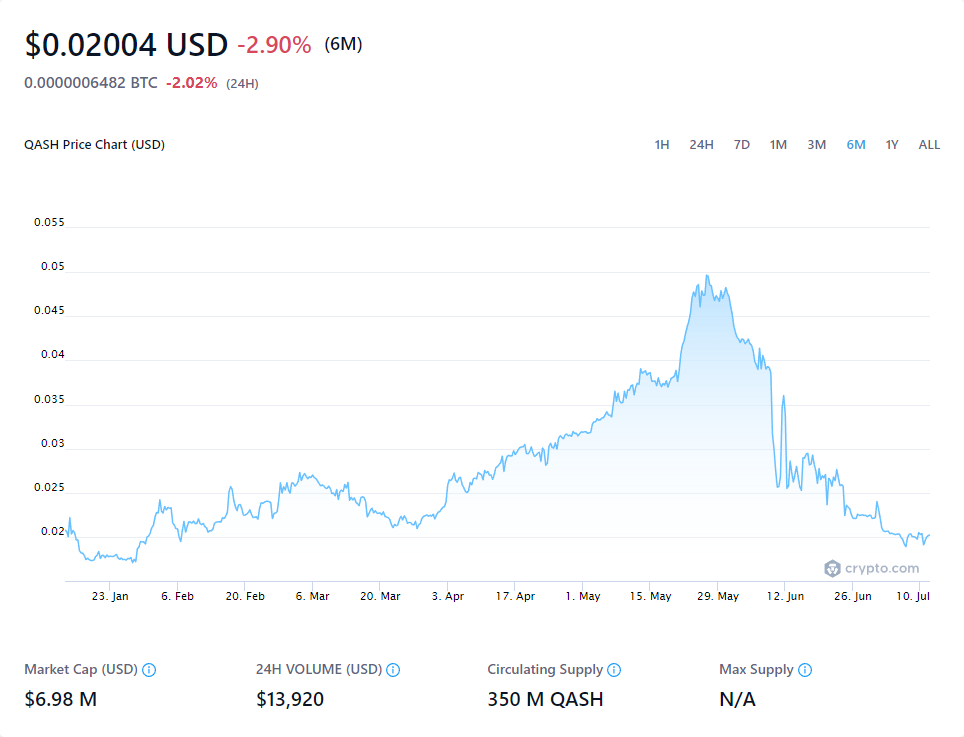 $0.02004 USD -2.90% (6M)
0.0000006482 BTC -2.02% (24H)
QASH Price Chart (USD) 1H 24H 7D 1M 3M 6M 1Y ALL
0.055
0.05
0.045
0.04
0.035
0.03
0.025
0.02
crypto.com
23. Jan 6. Feb 20. Feb 6. Mar 20. Mar 3. Apr 17. Apr 1. May 15. May 29. May 12. Jun 26. Jun 10. Jul
Market Cap (USD) 24H VOLUME (USD) Circulating Supply Max Supply
$6.98 M $13,920 350 M QASH N/A